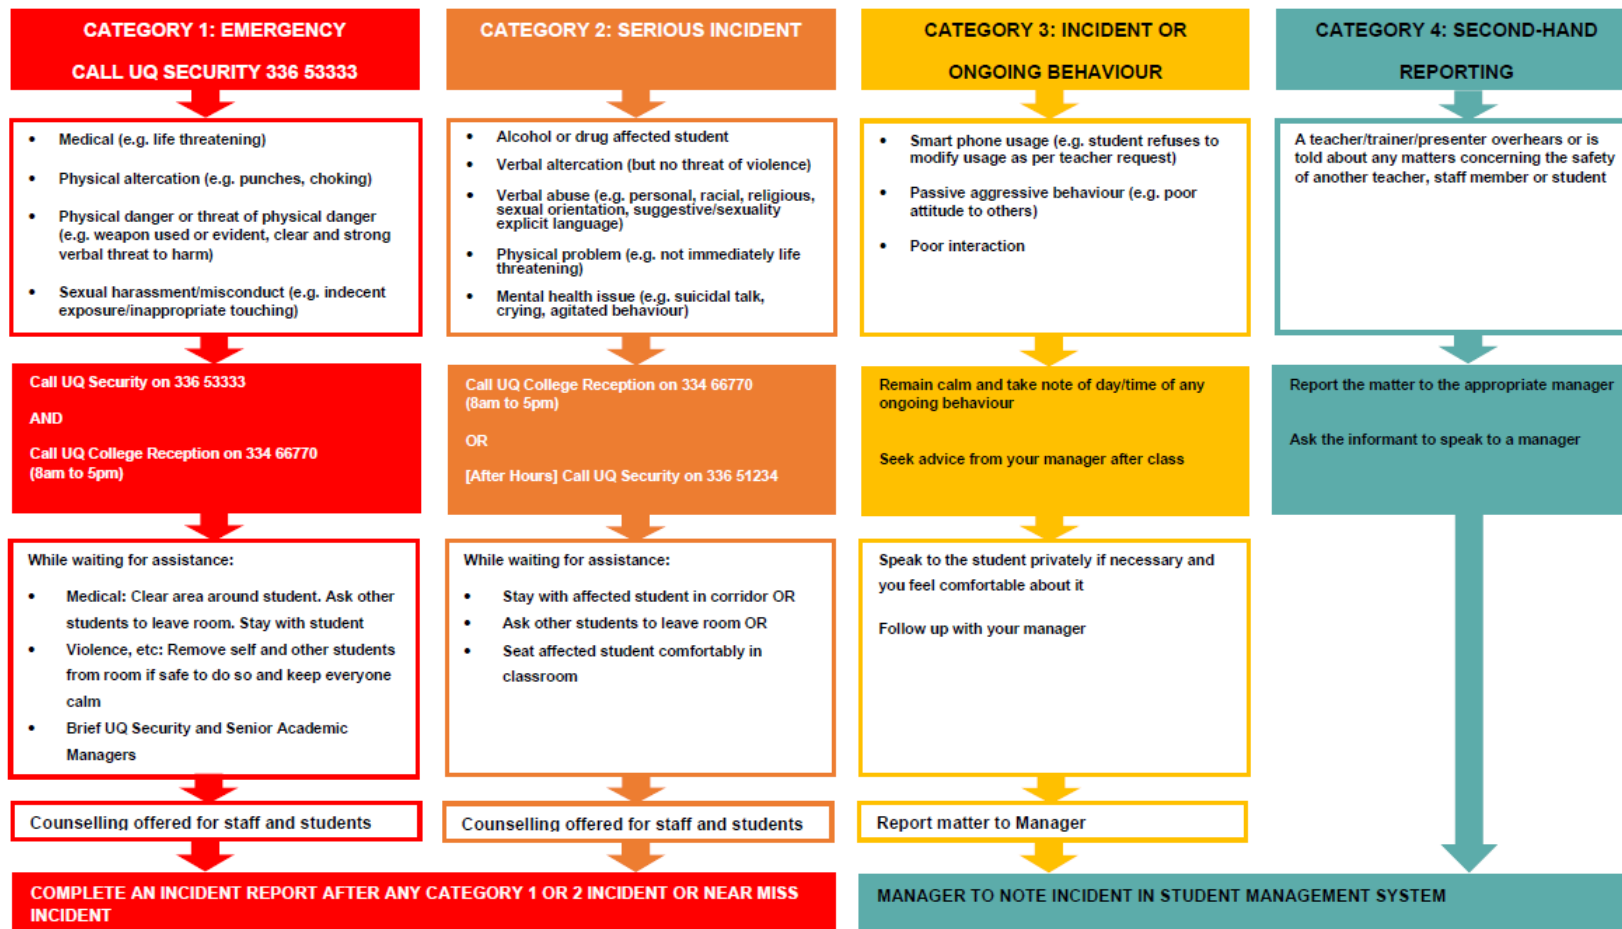 CATEGORY 1: EMERGENCY
CALL UQ SECURITY 336 53333
• Medical (e.g. life threatening)
• Physical altercation (e.g. punches, choking)
• Physical danger or threat of physical danger
(e.g. weapon used or evident, clear and strong
verbal threat to harm)
• Sexual harassment/misconduct (e.g. indecent
exposure/inappropriate touching)
Call UQ Security on 336 53333
AND
Call UQ College Reception on 334 66770
(8am to 5pm)
While waiting for assistance:
• Medical: Clear area around student. Ask other
students to leave room. Stay with student
• Violence, etc: Remove self and other students
from room if safe to do so and keep everyone
calm
• Brief UQ Security and Senior Academic
Managers
Counselling offered for staff and students
CATEGORY 2: SERIOUS INCIDENT
• Alcohol or drug affected student
• Verbal altercation (but no threat of violence)
• Verbal abuse (e.g. personal, racial, religious,
sexual orientation, suggestive/sexuality
explicit language)
• Physical problem (e.g. not immediately life
threatening)
• Mental health issue (e.g. suicidal talk,
crying, agitated behaviour)
Call UQ College Reception on 334 66770
(8am to 5pm)
OR
[After Hours] Call UQ Security on 336 51234
While waiting for assistance:
• Stay with affected student in corridor OR
• Ask other students to leave room OR
• Seat affected student comfortably in
classroom
Counselling offered for staff and students
COMPLETE AN INCIDENT REPORT AFTER ANY CATEGORY 1 OR 2 INCIDENT OR NEAR MISS
INCIDENT
CATEGORY 3: INCIDENT OR
ONGOING BEHAVIOUR
• Smart phone usage (e.g. student refuses to
modify usage as per teacher request)
• Passive aggressive behaviour (e.g. poor
attitude to others)
• Poor interaction
Remain calm and take note of day/time of any
ongoing behaviour
Seek advice from your manager after class
Speak to the student privately if necessary and
you feel comfortable about it
Follow up with your manager
Report matter to Manager
CATEGORY 4: SECOND-HAND
REPORTING
A teacher/trainer/presenter overhears or is
told about any matters concerning the safety
of another teacher, staff member or student
Report the matter to the appropriate manager
Ask the informant to speak to a manager
MANAGER TO NOTE INCIDENT IN STUDENT MANAGEMENT SYSTEM